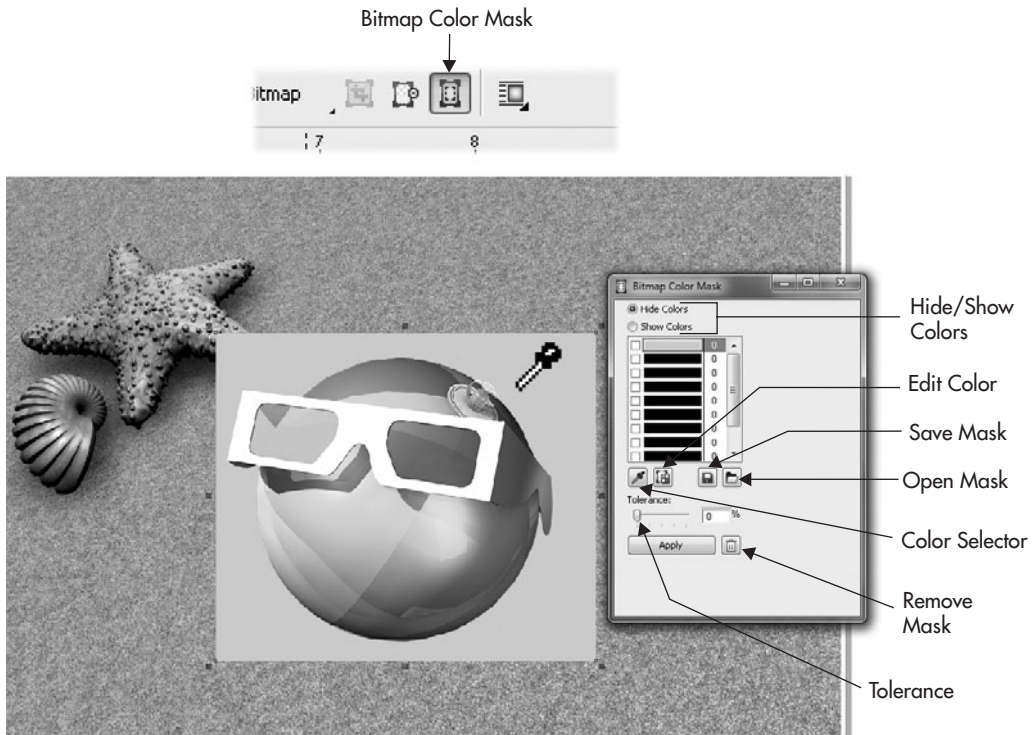 Bitmap Color Mask
itmap
7
8
Bitmap Color Mask
Hide Colors
Show Colors
0
0
0
0
0
0
0
0
0
Tolerance:
0 %
Apply
Hide/Show
Colors
Edit Color
Save Mask
Open Mask
Color Selector
Remove
Mask
Tolerance